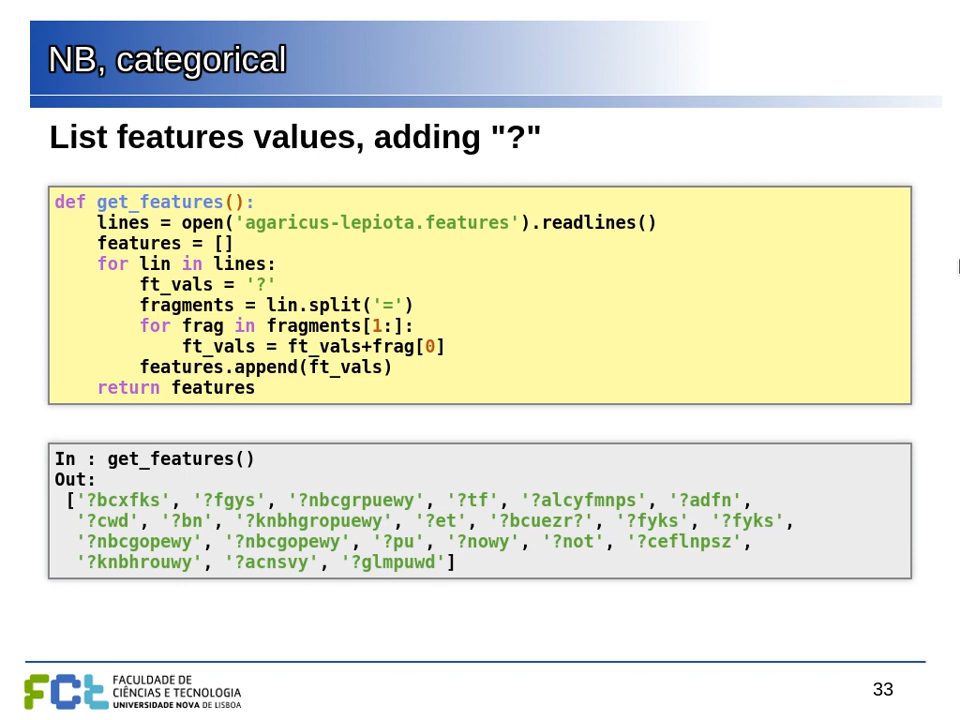 NB, categorical
List features values, adding "?"
def get_features():
    lines = open('agaricus-lepiota.features').readlines()
    features = []
    for lin in lines:
        ft_vals = '?'
        fragments = lin.split('=')
        for frag in fragments[1:]:
            ft_vals = ft_vals+frag[0]
        features.append(ft_vals)
    return features
In : get_features()
Out:
 ['?bcxfks', '?fgys', '?nbcgrpuewy', '?tf', '?alcyfmnps', '?adfn',
  '?cwd', '?bn', '?knbhgropuewy', '?et', '?bcuezr?', '?fyks', '?fyks',
  '?nbcgopewy', '?nbcgopewy', '?pu', '?nowy', '?not', '?ceflnpsz',
  '?knbhrouwy', '?acnsvy', '?glmpuwd']
FCt
FACULDADE DE
CIÊNCIAS E TECNOLOGIA
UNIVERSIDADE NOVA DE LISBOA
33